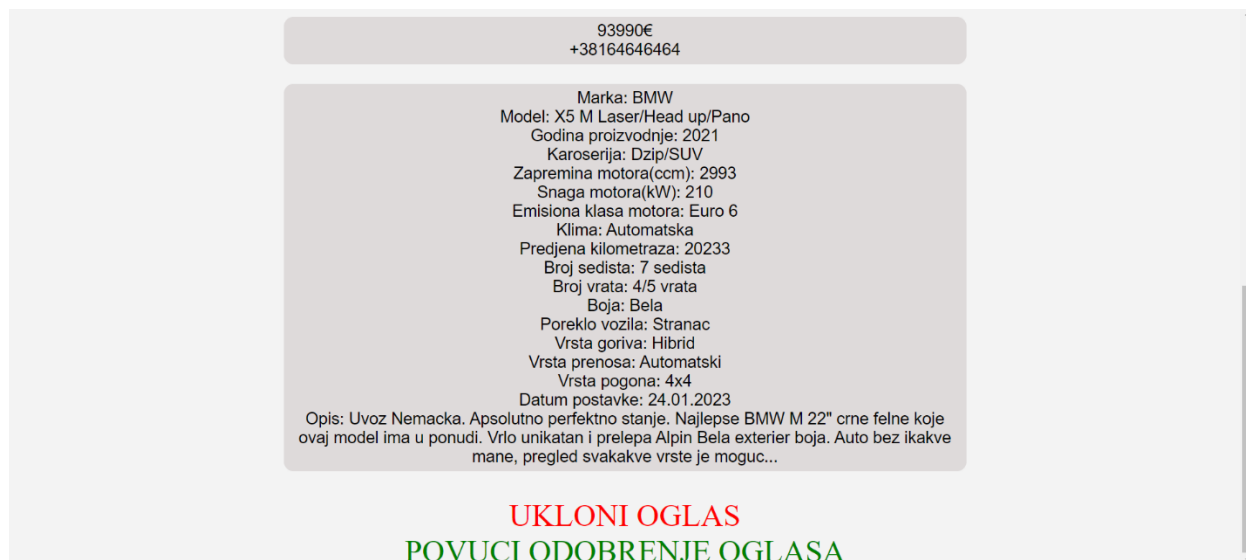 93990€
+38164646464
Marka: BMW
Model: X5 M Laser/Head up/Pano
Godina proizvodnje: 2021
Karoserija: Dzip/SUV
Zapremina motora(ccm): 2993
Snaga motora(kW): 210
Emisiona klasa motora: Euro 6
Klima: Automatska
Predjena kilometraza: 20233
Broj sedista: 7 sedista
Broj vrata: 4/5 vrata
Boja: Bela
Poreklo vozila: Stranac
Vrsta goriva: Hibrid
Vrsta prenosa: Automatski
Vrsta pogona: 4x4
Datum postavke: 24.01.2023
Opis: Uvoz Nemacka. Apsolutno perfektno stanje. Najlepse BMW M 22" crne felne koje
ovaj model ima u ponudi. Vrlo unikatan i prelepa Alpin Bela exterier boja. Auto bez ikakve
mane, pregled svakakve vrste je moguc...
UKLONI OGLAS
POVUCI ODOBRENJE OGLASA